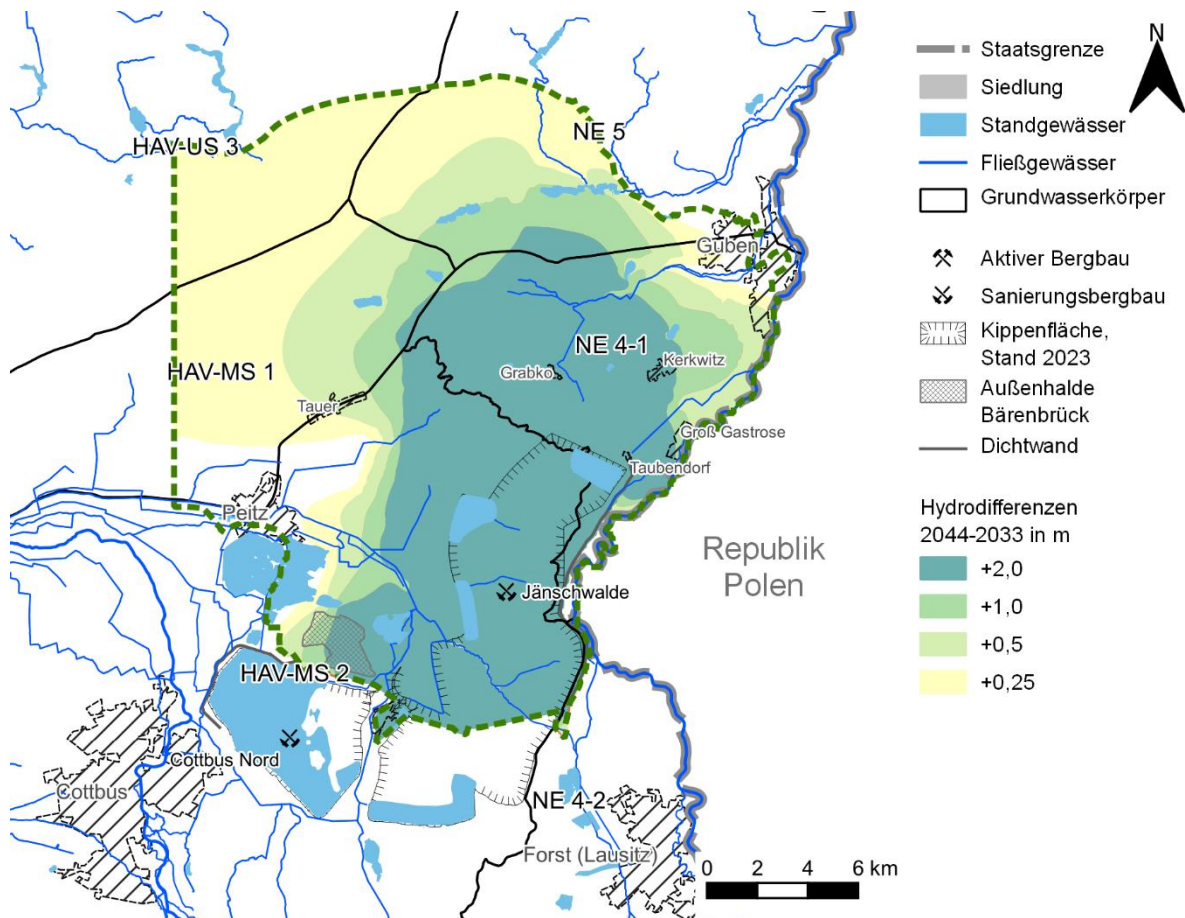 HAV-US 3
NE 5
Guben
HAV-MS 1
NE 4-1
Grabko
Kerkwitz
Tauer
Groß Gastrose
Taubendorf
Peitz
Republik
Polen
Jänschwalde
HAV-MS 2
Cottbus Nord
Cottbus
NE 4-2
Forst (Lausitz)
0 2 4 6 km
N
Staatsgrenze
Siedlung
Standgewässer
Fließgewässer
Grundwasserkörper
Aktiver Bergbau
Sanierungsbergbau
Kippenfläche,
Stand 2023
Außenhalde
Bärenbrück
Dichtwand
Hydrodifferenzen
2044-2033 in m
+2,0
+1,0
+0,5
+0,25